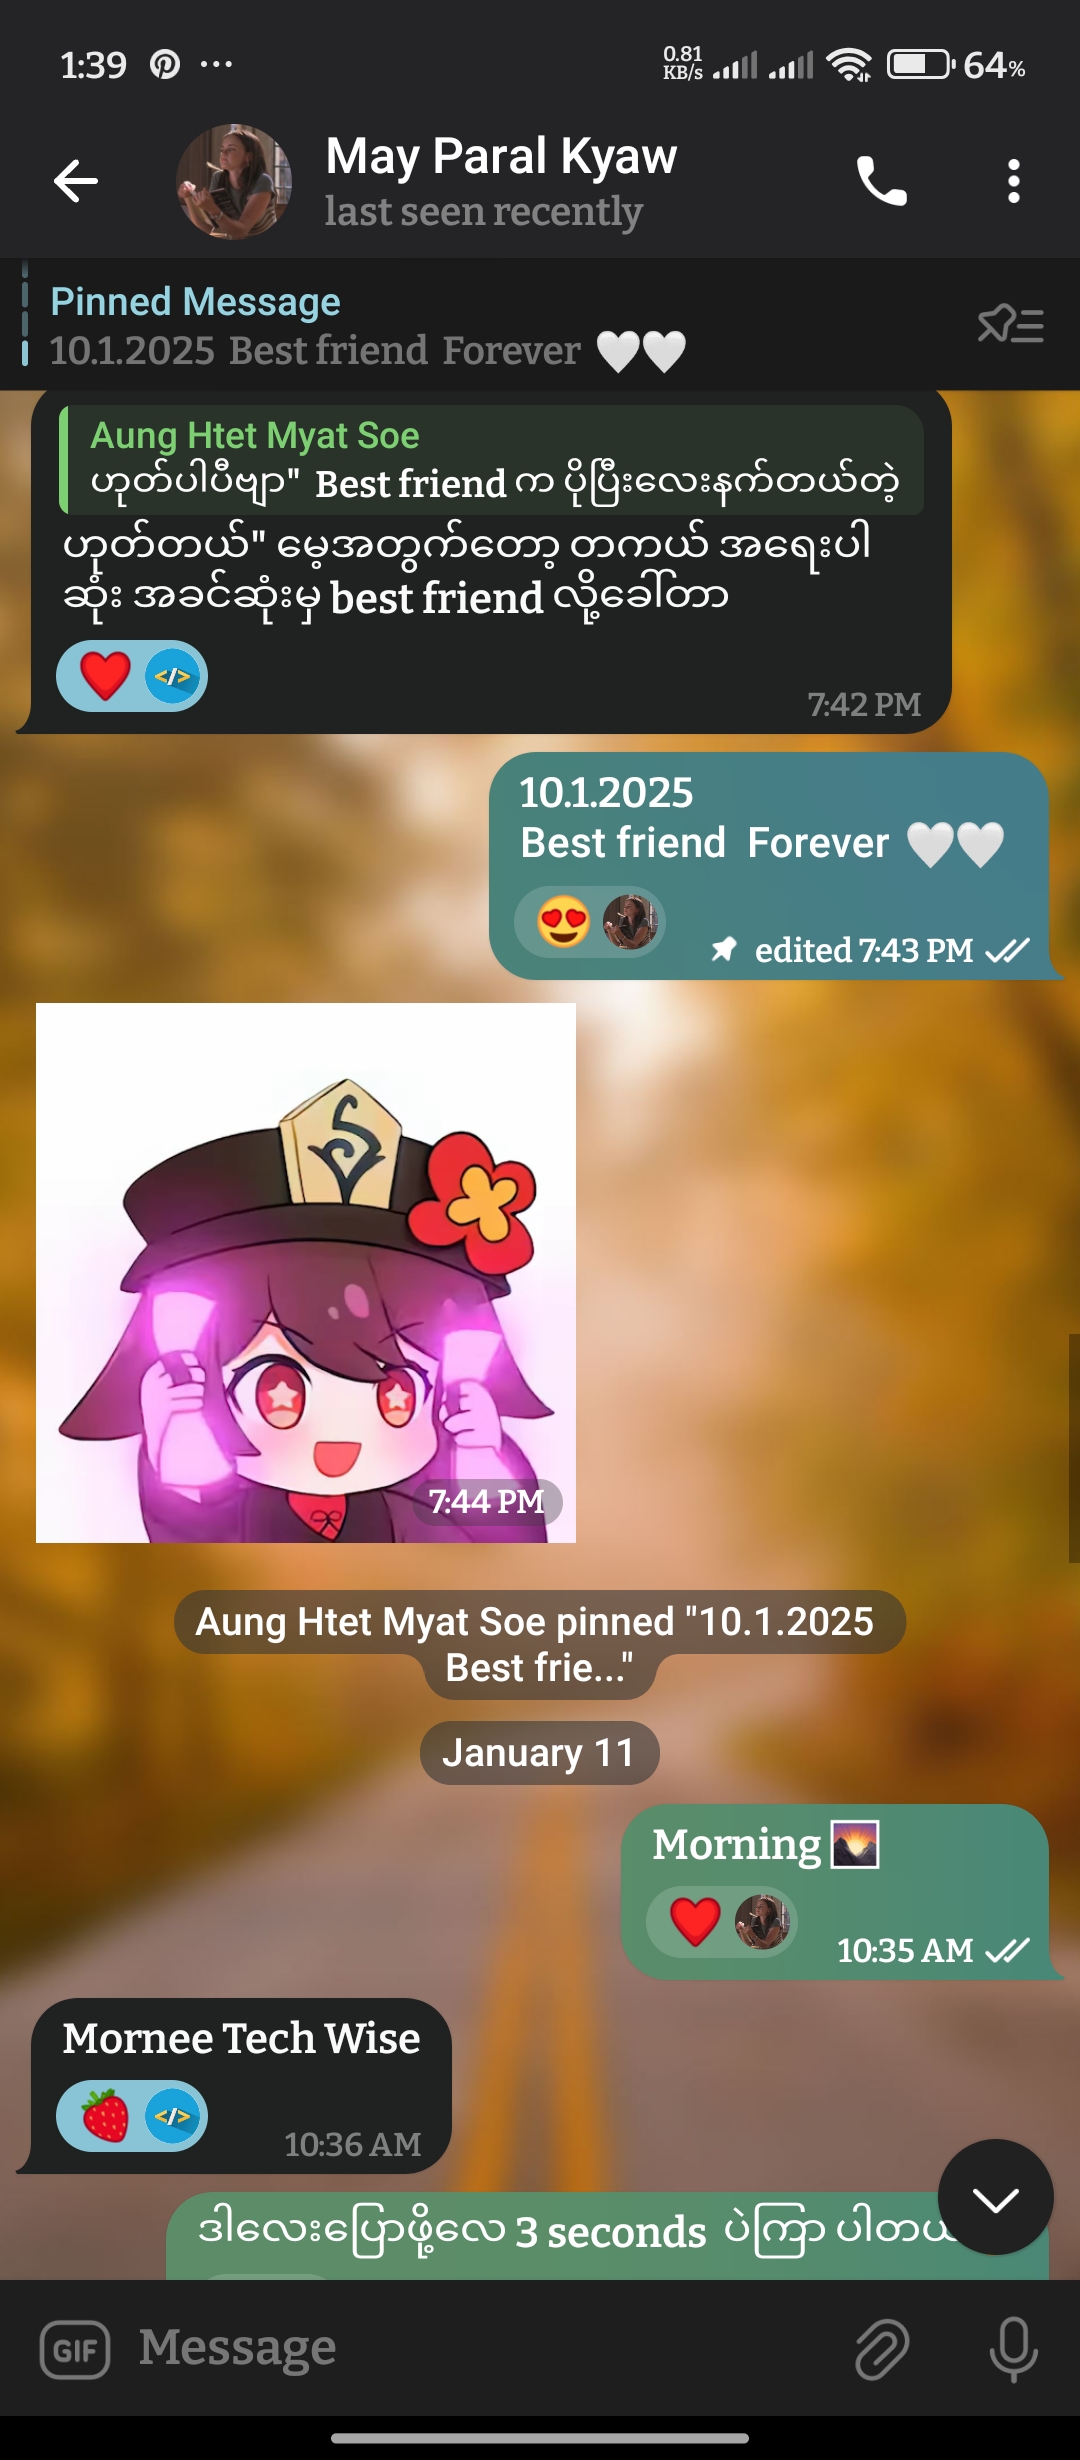 1:39
0.81 KB/s
64%
May Paral Kyaw
last seen recently
Pinned Message
10.1.2025 Best friend Forever 🤍🤍
Aung Htet Myat Soe
ဟုတ်ပါပီဗျာ" Best friend က ပိုပြီးလေးနက်တယ်တဲ့
ဟုတ်တယ်" မေ့အတွက်တော့ တကယ် အရေးပါ
ဆုံး အခင်ဆုံးမှ best friend လို့ခေါ်တာ
7:42 PM
10.1.2025
Best friend Forever 🤍🤍
edited 7:43 PM
7:44 PM
Aung Htet Myat Soe pinned "10.1.2025
Best frie..."
January 11
Morning 🌄
10:35 AM
Mornee Tech Wise
10:36 AM
ဒါလေးပြောဖို့လေ 3 seconds ပဲကြာ
GIF
Message